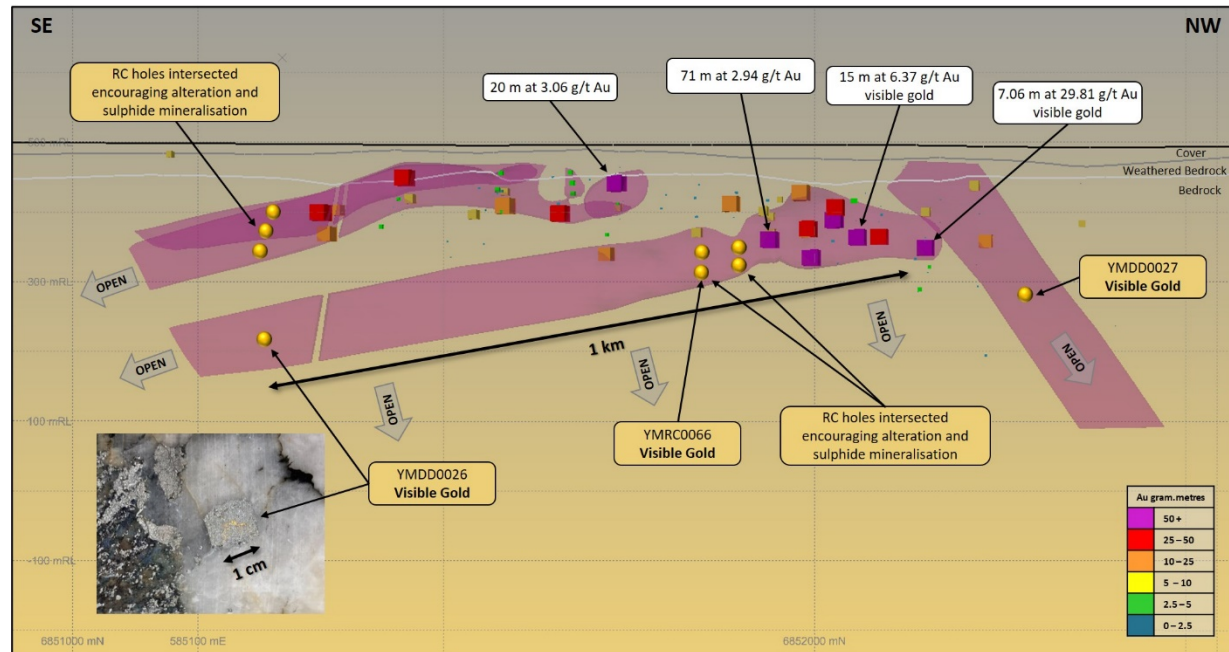 SE
NW
RC holes intersected
encouraging alteration and
sulphide mineralisation
20 m at 3.06 g/t Au
71 m at 2.94 g/t Au
15 m at 6.37 g/t Au
visible gold
7.06 m at 29.81 g/t Au
visible gold
500 mRL
Cover
Weathered Bedrock
Bedrock
OPEN
300 mRL
YMDD0027
Visible Gold
1 km
OPEN
OPEN
OPEN
OPEN
OPEN
100 mRL
YMRC0066
Visible Gold
RC holes intersected
encouraging alteration and
sulphide mineralisation
YMDD0026
Visible Gold
1 cm
-100 mRL
Au gram.metres
50 +
25 – 50
10 – 25
5 – 10
2.5 – 5
0 – 2.5
6851000 mN
585100 mE
6852000 mN